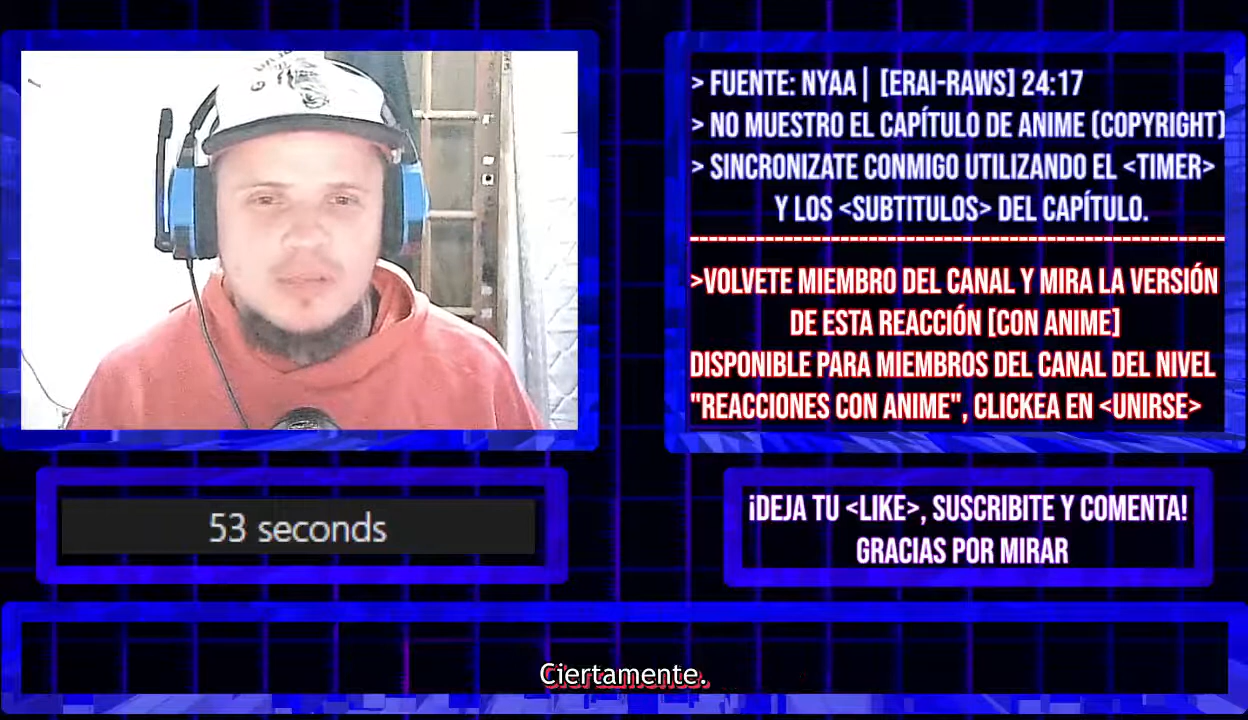 > FUENTE: NYAA| [ERAI-RAWS] 24:17
> NO MUESTRO EL CAPÍTULO DE ANIME (COPYRIGHT)
> SINCRONIZATE CONMIGO UTILIZANDO EL <TIMER>
Y LOS <SUBTITULOS> DEL CAPÍTULO.
------------------------------------------------------------
>VOLVETE MIEMBRO DEL CANAL Y MIRA LA VERSIÓN
DE ESTA REACCIÓN [CON ANIME]
DISPONIBLE PARA MIEMBROS DEL CANAL DEL NIVEL
"REACCIONES CON ANIME", CLICKEA EN <UNIRSE>
53 seconds
¡DEJA TU <LIKE>, SUSCRIBITE Y COMENTA!
GRACIAS POR MIRAR
Ciertamente.